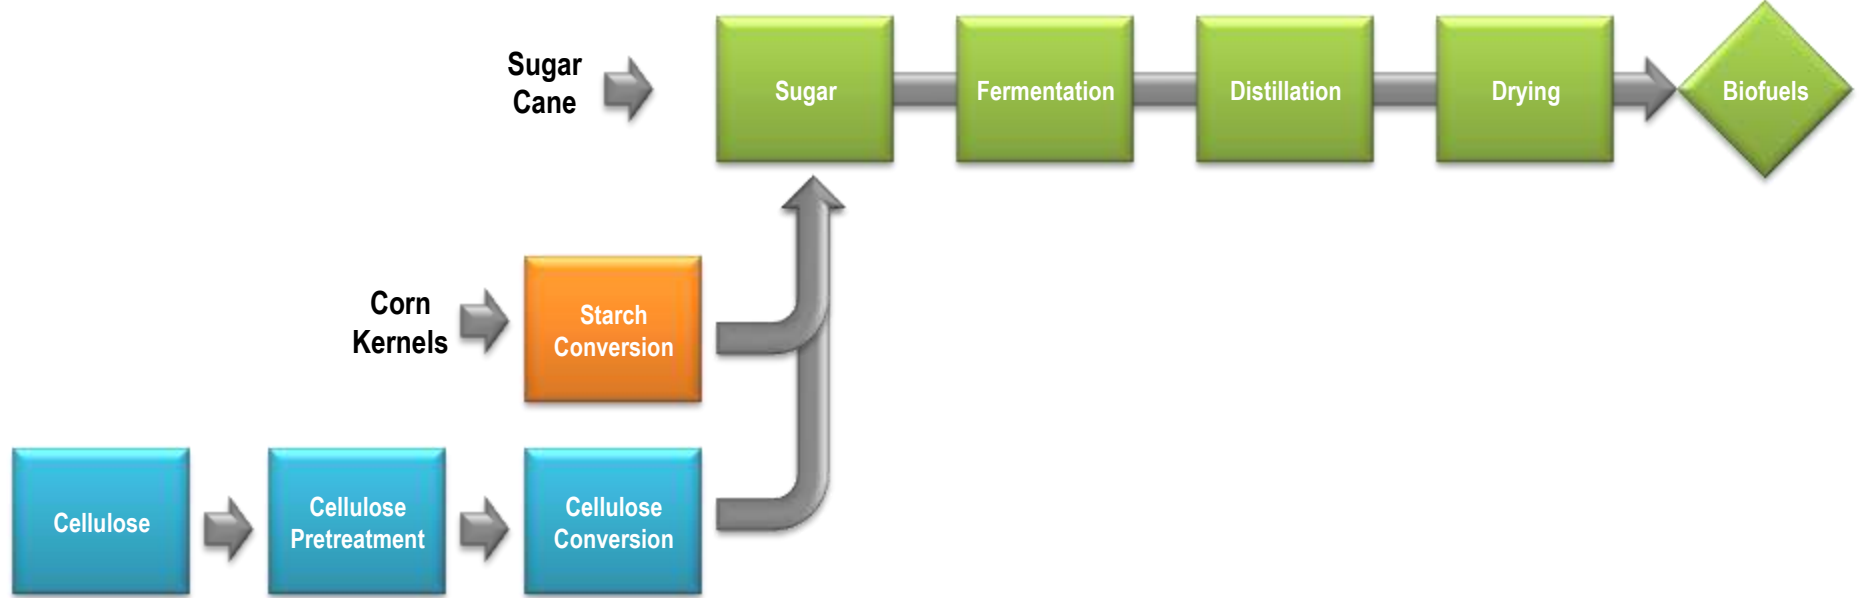 Sugar
Cane
Sugar
Fermentation
Distillation
Drying
Biofuels
Corn
Kernels
Starch
Conversion
Cellulose
Cellulose
Pretreatment
Cellulose
Conversion